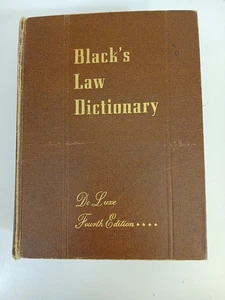 Black's
Law
Dictionary
De Luxe
Fourth Edition ★★★★